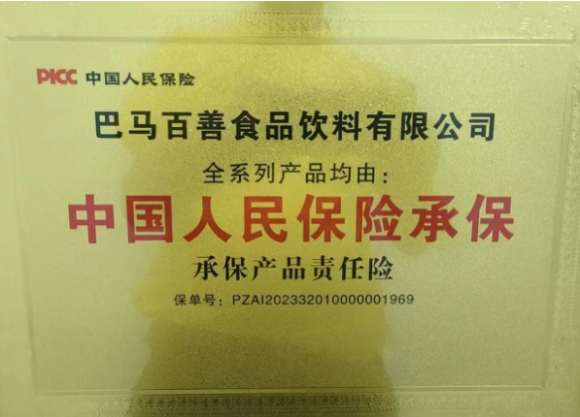 PICC 中国人民保险
巴马百善食品饮料有限公司
全系列产品均由:
中国人民保险承保
承保产品责任险
保单号: PZAI202332010000001969